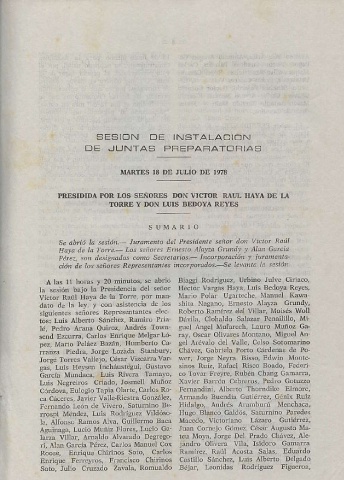 SESION DE INSTALACION
DE JUNTAS PREPARATORIAS
MARTES 18 DE JULIO DE 1978
PRESIDIDA POR LOS SEÑORES DON VICTOR RAUL HAYA DE LA
TORRE Y DON LUIS BEDOYA REYES
SUMARIO
Se abrió la sesión.— Juramento del Presidente señor don Víctor Raúl
Haya de la Torre.— Los señores Ernesto Alayza Grundy y Alan García
Pérez, son designados como Secretarios.— Incorporación y juramenta-
ción de los señores Representantes incorporados.—Se levanta la sesión
A las 11 horas y 20 minutos, se abrió
la sesión bajo la Presidencia del señor
Víctor Raúl Haya de la Torre, por man-
dato de la ley y con asistencia de los
siguientes señores Representantes elec-
tos: Luis Alberto Sánchez, Ramiro Pria-
lé, Pedro Arana Quiroz, Andrés Town-
send Ezcurra, Carlos Enrique Melgar Ló-
pez, Mario Peláez Bazán, Humberto Ca-
rranza Piedra, Jorge Lozada Stanbury,
Jorge Torres Vallejo, César Vizcarra Var-
gas, Luis Heysen Incháustegui, Gustavo
García Mundaca, Luis Rivera Tamayo,
Luis Negreiros Criado, Josmell Muñoz
Córdova, Eulogio Tapia Olarte, Carlos Ro-
ca Cáceres, Javier Valle-Riestra González,
Fernando León de Vivero, Saturnino Be-
rrospi Méndez, Luis Rodríguez Vildóso-
la, Alfonso Ramos Alva, Guillermo Baca
Aguinaga, Lucio Muñiz Flores, Lucio Ga-
larza Villar, Arnaldo Alvarado Degrego-
ri, Alan García Pérez, Carlos Manuel Cox
Roose, Enrique Chirinos Soto, Carlos
Enrique Ferreyros, Francisco Chirinos
Soto, Julio Cruzado Zavala, Romualdo
Biaggi Rodríguez, Urbino Julve Ciriaco,
Héctor Vargas Haya, Luis Bedoya Reyes,
Mario Polar Ugarteche, Manuel Kawa-
shita Nagano, Ernesto Alayza Grundy,
Roberto Ramírez del Villar, Moisés Woll
Dávila, Clohaldo Salazar Penailillo, Mi-
guel Angel Mufarech, Lauro Muñoz Ga-
ray, Oscar Olivares Montano, Miguel An-
gel Arévalo del Valle, Celso Sotomarino
Chávez, Gabriela Porto Cárdenas de Po-
wer, Jorge Neyra Bisso, Edwin Monte-
sinos Ruiz, Rafael Risco Boado, Federi-
co Tovar Freyre, Rubén Chang Gamarra,
Xavier Barrón Cebreros, Pedro Gonzalo
Fernandini, Alberto Thorndike Elmore,
Armando Buendía Gutiérrez, Genix Ruiz
Hidalgo, Andrés Aramburú Menchaca,
Hugo Blanco Galdós, Saturnino Paredes
Macedo, Victoriano Lázaro Gutiérrez,
Juan Cornejo Gómez, César Augusto Ma-
teu Moya, Jorge Del Prado Chávez, Ale-
jandro Olivera Vila, Isidoro Gamarra
Ramírez, Raúl Acosta Salas, Eduardo
Castillo Sánchez, Luis Alberto Delgado
Béjar, Leonidas Rodríguez Figueroa,